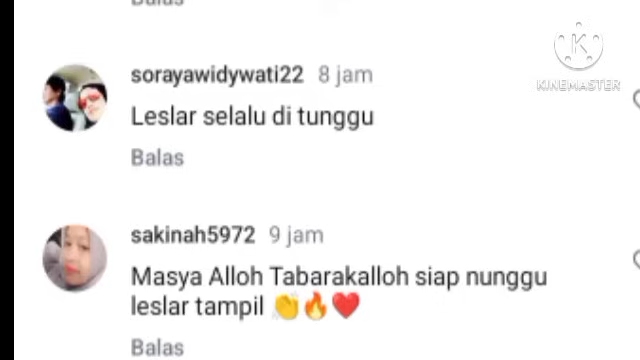 Balas
sorayawidywati22 8 jam
Leslar selalu di tunggu
Balas
sakinah5972 9 jam
Masya Alloh Tabarakalloh siap nunggu
leslar tampil 👏🔥❤️
Balas
KINEMASTER